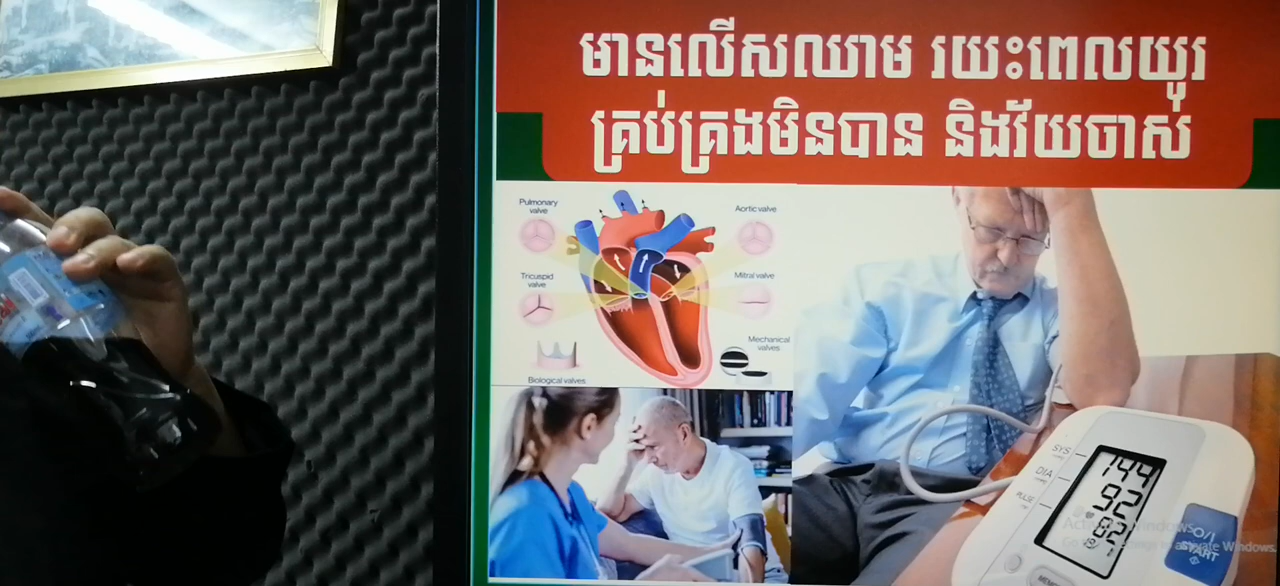 មានលើសឈាម រយៈពេលយូរ
គ្រប់គ្រងមិនបាន និងវ័យចាស់
Pulmonary
valve
Aortic valve
Tricuspid
valve
Mitral valve
Mechanical
valves
Biological valves
SYS
144
DIA
92
PULSE
82
START
Activate Windows